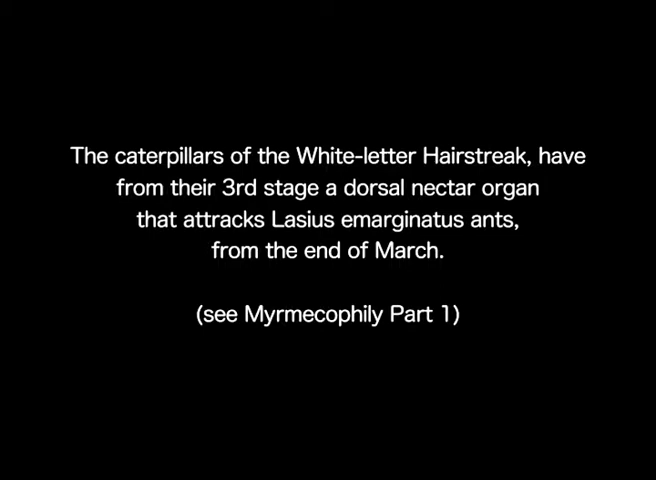 The caterpillars of the White-letter Hairstreak, have
from their 3rd stage a dorsal nectar organ
that attracks Lasius emarginatus ants,
from the end of March.
(see Myrmecophily Part 1)